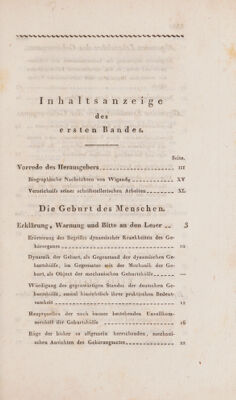 Inhaltsanzeige
des
ersten Bandes.
Seite.
Vorrede des Herausgebers III
Biographische Nachrichten von Wigand XV
Verzeichniß seiner schriftstellerischen Arbeiten XL
Die Geburt des Menschen.
Erklärung, Warnung und Bitte an den Leser 3
Erörterung des Begriffes dynamischer Krankheiten des Ge-
bärorganes 10
Dynamik der Geburt, als Gegenstand der dynamischen Ge-
burtshülfe, im Gegensatze mit der Mechanik der Ge-
burt, als Object der mechanischen Geburtshülfe —
Würdigung des gegenwärtigen Standes der deutschen Ge-
burtshülfe, zumal hinsichtlich ihrer praktischen Bedeut-
samkeit 12
Hauptquellen der noch immer bestehenden Unvollkom-
menheit der Geburtshülfe 16
Rüge der bisher so allgemein herrschenden, mechani-
schen Ansichten des Gebärungsactes 22